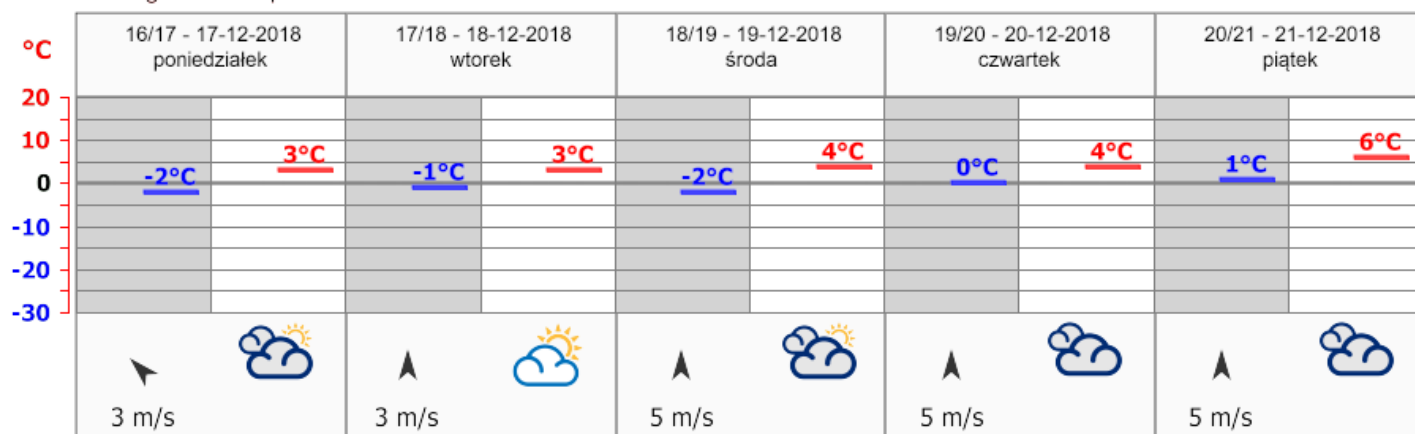 16/17 - 17-12-2018
poniedziałek
17/18 - 18-12-2018
wtorek
18/19 - 19-12-2018
środa
19/20 - 20-12-2018
czwartek
20/21 - 21-12-2018
piątek
°C
20
10
0
-10
-20
-30
-2°C
3°C
-1°C
3°C
-2°C
4°C
0°C
4°C
1°C
6°C
3 m/s
3 m/s
5 m/s
5 m/s
5 m/s